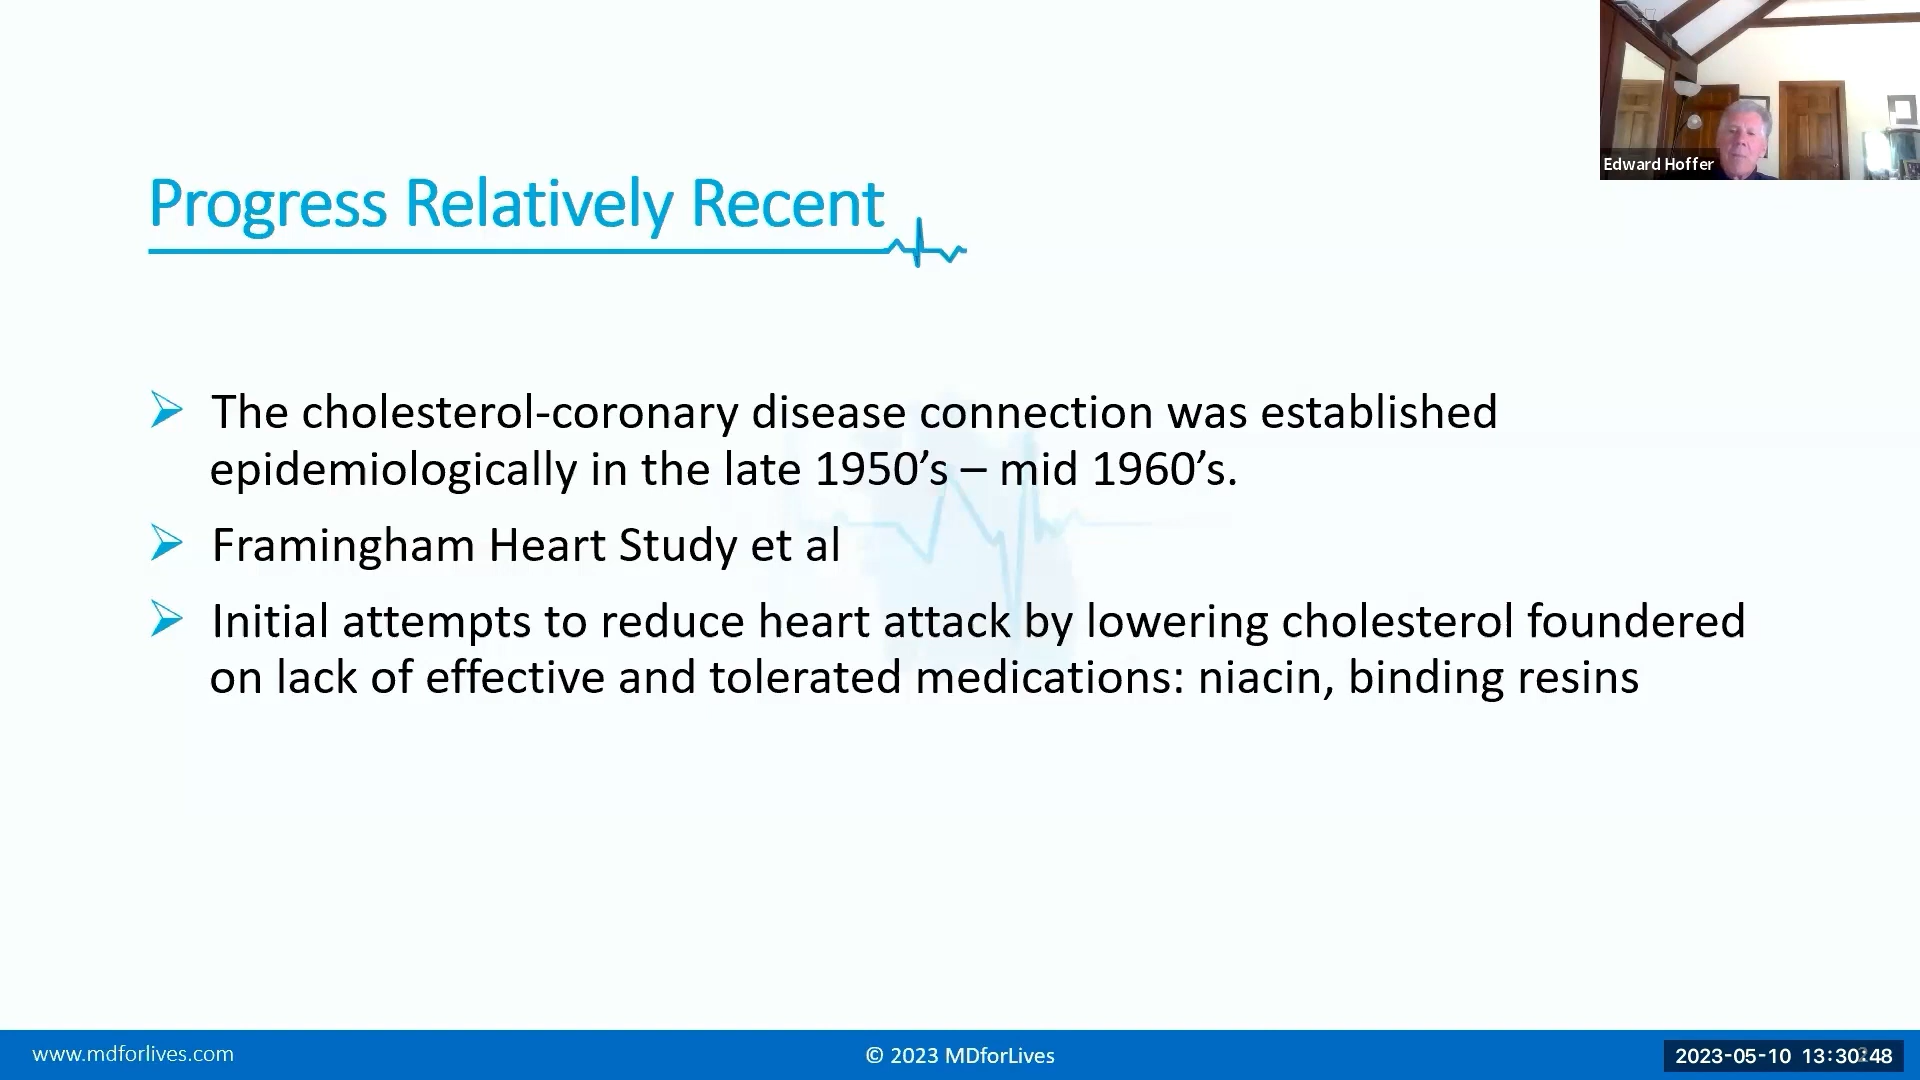 Edward Hoffer
Progress Relatively Recent
The cholesterol-coronary disease connection was established
epidemiologically in the late 1950’s – mid 1960’s.
Framingham Heart Study et al
Initial attempts to reduce heart attack by lowering cholesterol foundered
on lack of effective and tolerated medications: niacin, binding resins
www.mdforlives.com
© 2023 MDforLives
2023-05-10 13:30:48